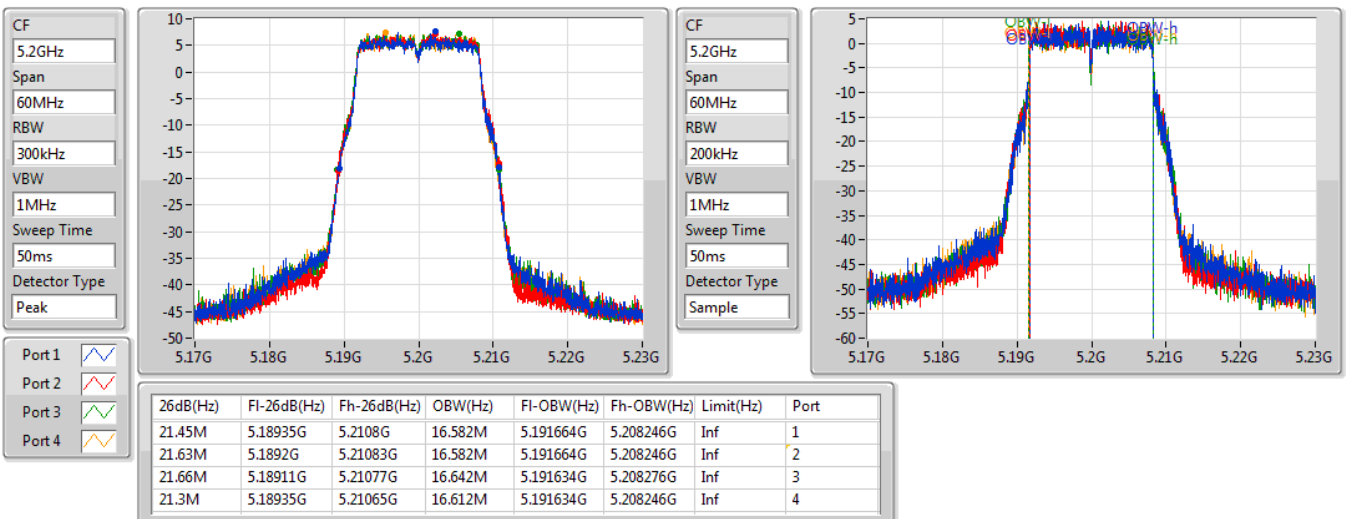 CF
5.2GHz
Span
60MHz
RBW
300kHz
VBW
1MHz
Sweep Time
50ms
Detector Type
Peak
10
5
0
-5
-10
-15
-20
-25
-30
-35
-40
-45
-50
5.17G 5.18G 5.19G 5.2G 5.21G 5.22G 5.23G
CF
5.2GHz
Span
60MHz
RBW
200kHz
VBW
1MHz
Sweep Time
50ms
Detector Type
Sample
5
0
-5
-10
-15
-20
-25
-30
-35
-40
-45
-50
-55
-60
OBW-h
OBW-h
5.17G 5.18G 5.19G 5.2G 5.21G 5.22G 5.23G
Port 1
Port 2
Port 3
Port 4
26dB(Hz) Fl-26dB(Hz) Fh-26dB(Hz) OBW(Hz) Fl-OBW(Hz) Fh-OBW(Hz) Limit(Hz) Port
21.45M 5.18935G 5.2108G 16.582M 5.191664G 5.208246G Inf 1
21.63M 5.1892G 5.21083G 16.582M 5.191664G 5.208246G Inf 2
21.66M 5.18911G 5.21077G 16.642M 5.191634G 5.208276G Inf 3
21.3M 5.18935G 5.21065G 16.612M 5.191634G 5.208246G Inf 4